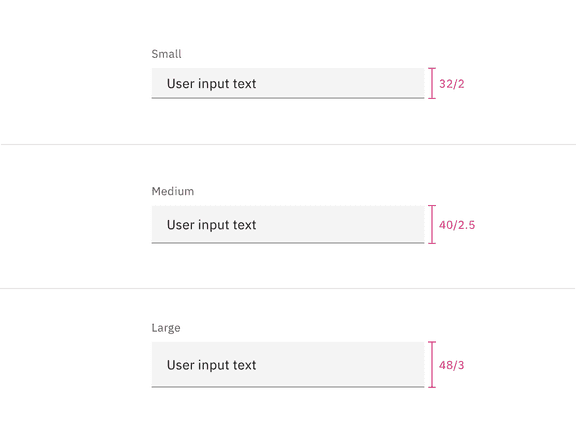 Small
User input text
32/2
Medium
User input text
40/2.5
Large
User input text
48/3